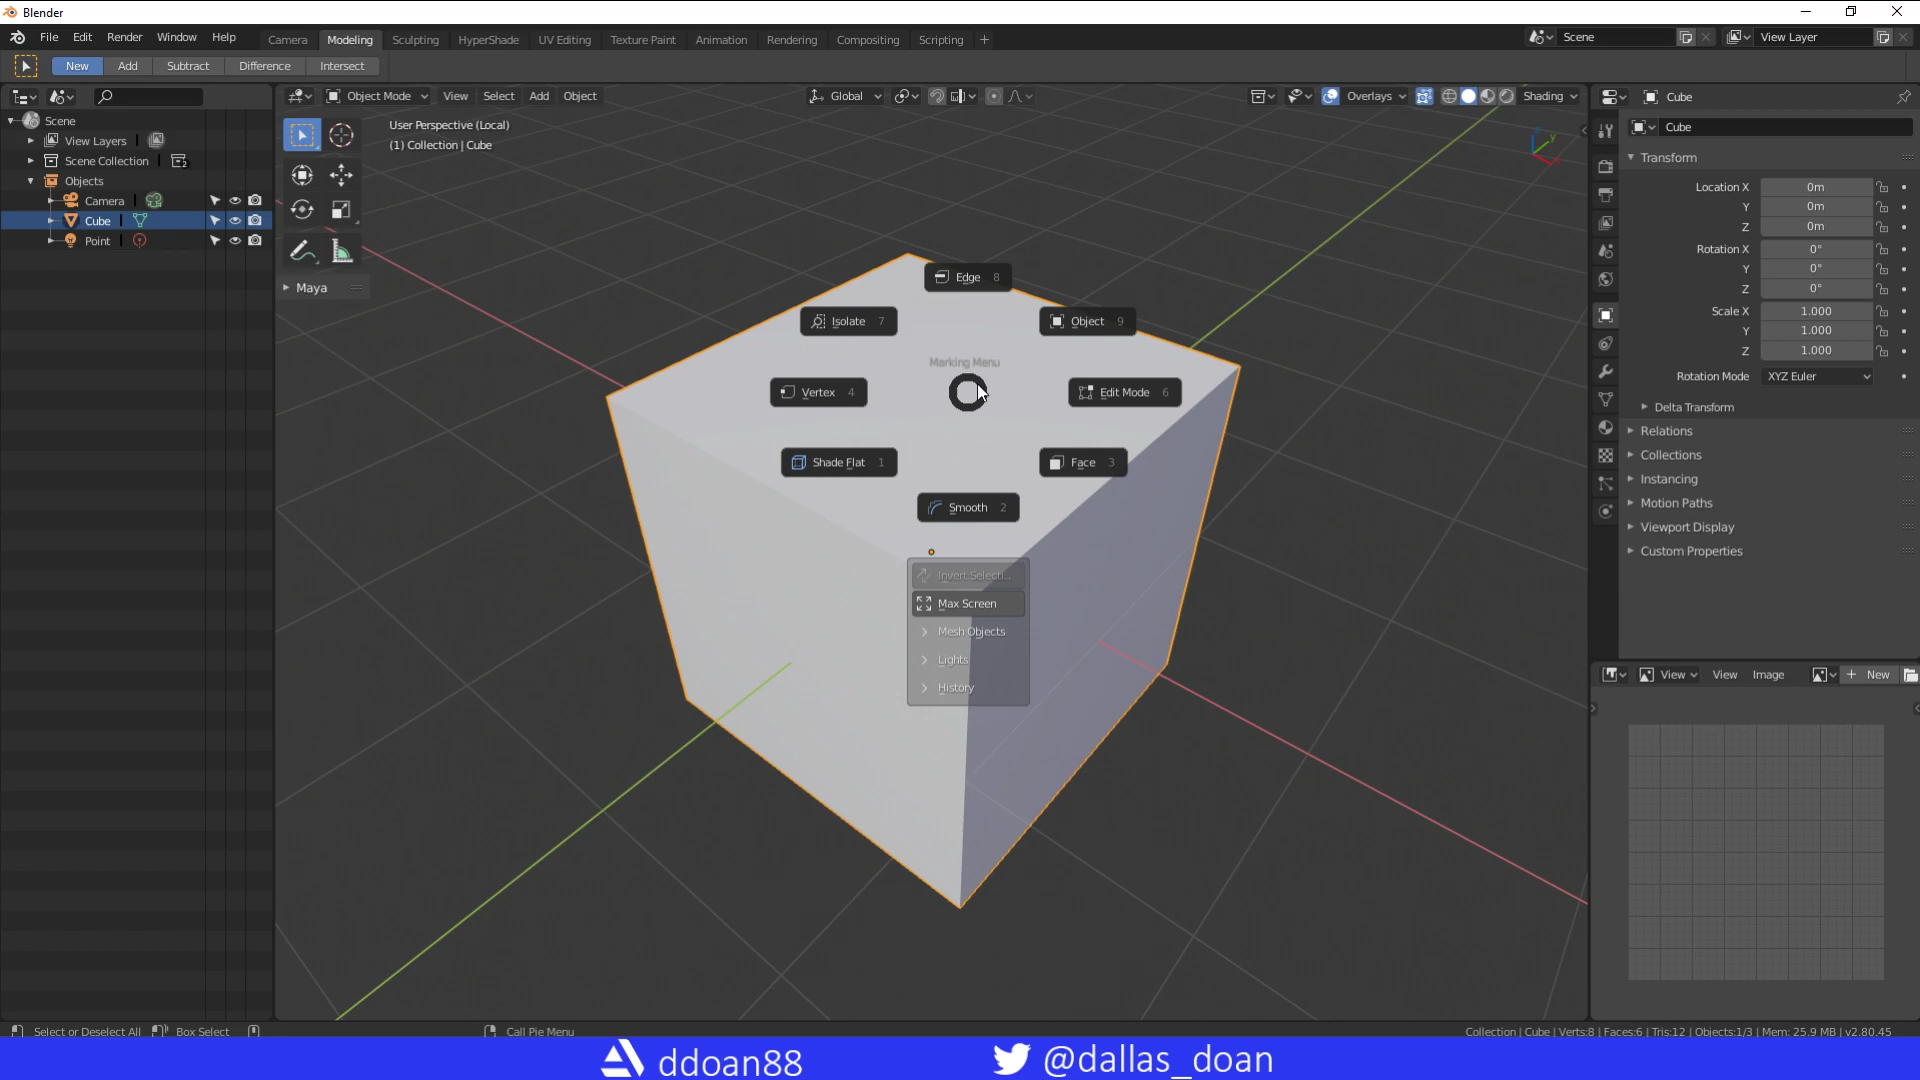 Blender
File Edit Render Window Help Camera Modeling Sculpting HyperShade UV Editing Texture Paint Animation Rendering Compositing Scripting + Scene View Layer
New Add Subtract Difference Intersect
Object Mode View Select Add Object Global Overlays Shading Cube
Scene
View Layers
Scene Collection 2
Objects
Camera
Cube
Point
User Perspective (Local)
(1) Collection | Cube
Maya
Edge 8
Isolate 7
Object 9
Marking Menu
Vertex 4
Edit Mode 6
Shade Flat 1
Face 3
Smooth 2
Invert Selecti...
Max Screen
Mesh Objects
Lights
History
Cube
Transform
Location X 0m
Y 0m
Z 0m
Rotation X 0°
Y 0°
Z 0°
Scale X 1.000
Y 1.000
Z 1.000
Rotation Mode XYZ Euler
Delta Transform
Relations
Collections
Instancing
Motion Paths
Viewport Display
Custom Properties
View View Image + New
Select or Deselect All Box Select Call Pie Menu Collection | Cube | Verts:8 | Faces:6 | Tris:12 | Objects:1/3 | Mem: 25.9 MB | v2.80.45
ddoan88 @dallas_doan